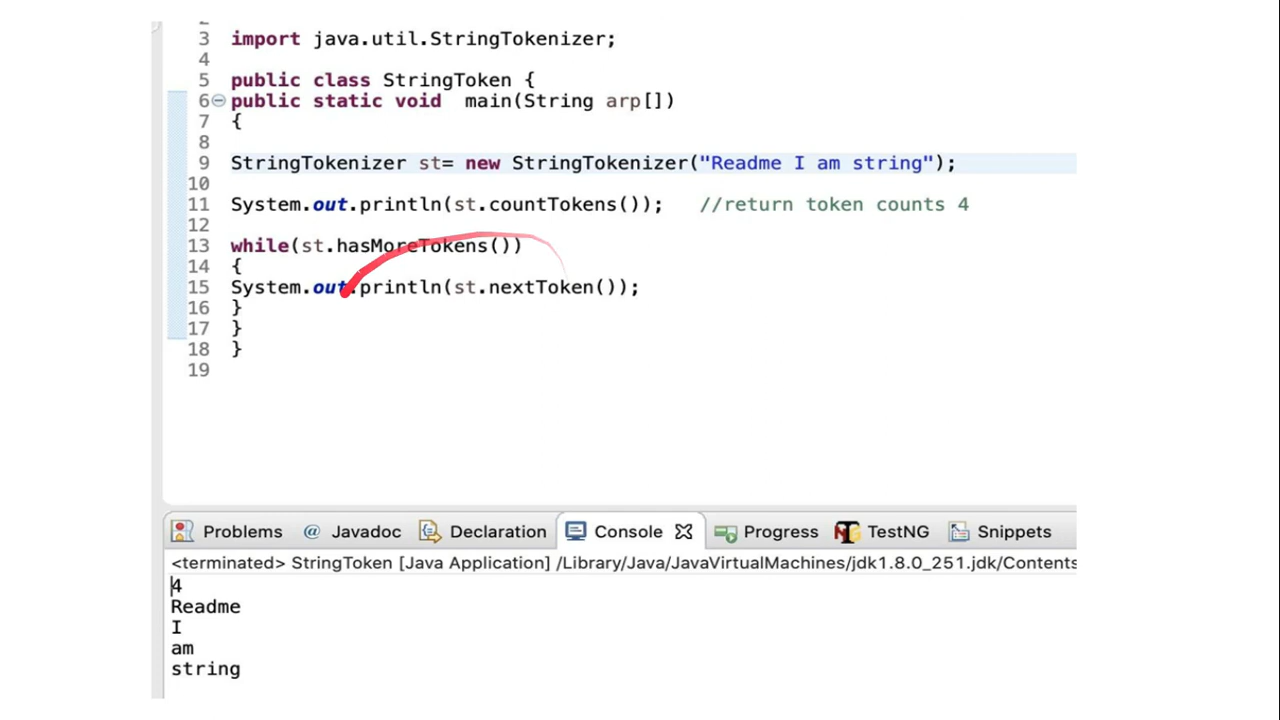 3 import java.util.StringTokenizer;
4
5 public class StringToken {
6 public static void  main(String arp[])
7 {
8
9 StringTokenizer st= new StringTokenizer("Readme I am string");
10
11 System.out.println(st.countTokens());   //return token counts 4
12
13 while(st.hasMoreTokens())
14 {
15 System.out.println(st.nextToken());
16 }
17 }
18 }
19
Problems @ Javadoc Declaration Console Progress TestNG Snippets
<terminated> StringToken [Java Application] /Library/Java/JavaVirtualMachines/jdk1.8.0_251.jdk/Contents
4
Readme
I
am
string